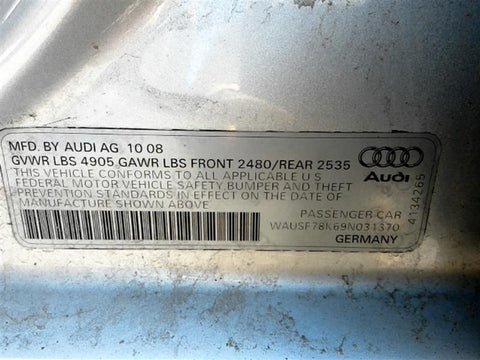 MFD. BY AUDI AG 10 08
GVWR LBS 4905 GAWR LBS FRONT 2480/REAR 2535
THIS VEHICLE CONFORMS TO ALL APPLICABLE U S
FEDERAL MOTOR VEHICLE SAFETY BUMPER AND THEFT
PREVENTION STANDARDS IN EFFECT ON THE DATE OF
MANUFACTURE SHOWN ABOVE
PASSENGER CAR
WAUSF78K69N031370
GERMANY
Audi
4134265